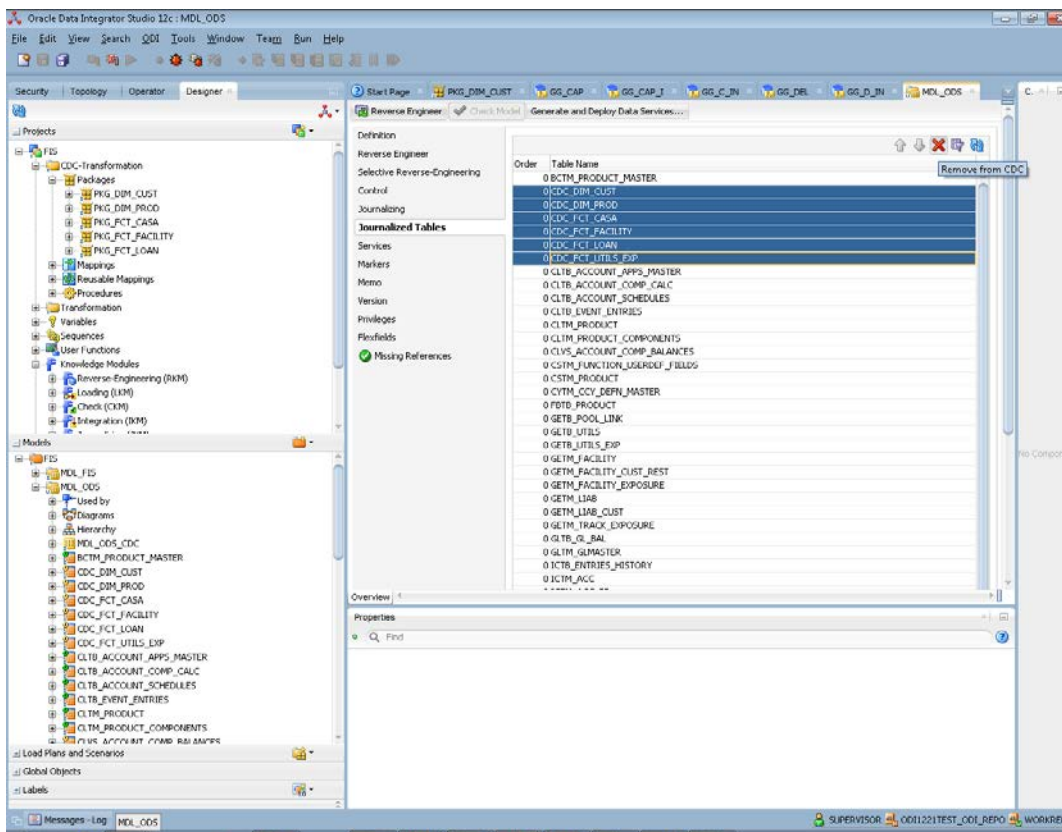 Oracle Data Integrator Studio 12c : MDL_ODS
File Edit View Search ODI Tools Window Team Run Help
Security Topology Operator Designer
Start Page PKG_DIM_CUST GG_CAP GG_CAP_I GG_C_IN GG_DEL GG_D_IN MDL_ODS C.
Reverse Engineer Check Model Generate and Deploy Data Services...
Projects
FIS
CDC-Transformation
Packages
PKG_DIM_CUST
PKG_DIM_PROD
PKG_FCT_CASA
PKG_FCT_FACILITY
PKG_FCT_LOAN
Mappings
Reusable Mappings
Procedures
Transformation
Variables
Sequences
User Functions
Knowledge Modules
Reverse-Engineering (RKM)
Loading (LKM)
Check (CKM)
Integration (IKM)
Models
FIS
MDL_FIS
MDL_ODS
Used by
Diagrams
Hierarchy
MDL_ODS_CDC
BCTM_PRODUCT_MASTER
CDC_DIM_CUST
CDC_DIM_PROD
CDC_FCT_CASA
CDC_FCT_FACILITY
CDC_FCT_LOAN
CDC_FCT_UTILS_EXP
CLTB_ACCOUNT_APPS_MASTER
CLTB_ACCOUNT_COMP_CALC
CLTB_ACCOUNT_SCHEDULES
CLTB_EVENT_ENTRIES
CLTM_PRODUCT
CLTM_PRODUCT_COMPONENTS
CLVS_ACCOUNT_COMP_BALANCES
Load Plans and Scenarios
Global Objects
Labels
Definition
Reverse Engineer
Selective Reverse-Engineering
Control
Journalizing
Journalized Tables
Services
Markers
Memo
Version
Privileges
Flexfields
Missing References
Remove from CDC
Order Table Name
0 BCTM_PRODUCT_MASTER
0 CDC_DIM_CUST
0 CDC_DIM_PROD
0 CDC_FCT_CASA
0 CDC_FCT_FACILITY
0 CDC_FCT_LOAN
0 CDC_FCT_UTILS_EXP
0 CLTB_ACCOUNT_APPS_MASTER
0 CLTB_ACCOUNT_COMP_CALC
0 CLTB_ACCOUNT_SCHEDULES
0 CLTB_EVENT_ENTRIES
0 CLTM_PRODUCT
0 CLTM_PRODUCT_COMPONENTS
0 CLVS_ACCOUNT_COMP_BALANCES
0 CSTM_FUNCTION_USERDEF_FIELDS
0 CSTM_PRODUCT
0 CYTM_CCY_DEFN_MASTER
0 FBTB_PRODUCT
0 GETB_POOL_LINK
0 GETB_UTILS
0 GETB_UTILS_EXP
0 GETM_FACILITY
0 GETM_FACILITY_CUST_REST
0 GETM_FACILITY_EXPOSURE
0 GETM_LIAB
0 GETM_LIAB_CUST
0 GETM_TRACK_EXPOSURE
0 GLTB_GL_BAL
0 GLTM_GLMASTER
0 ICTB_ENTRIES_HISTORY
0 ICTM_ACC
Overview
Properties
Find
No Compon
Messages - Log MDL_ODS
SUPERVISOR ODI1221TEST_ODI_REPO WORKRE